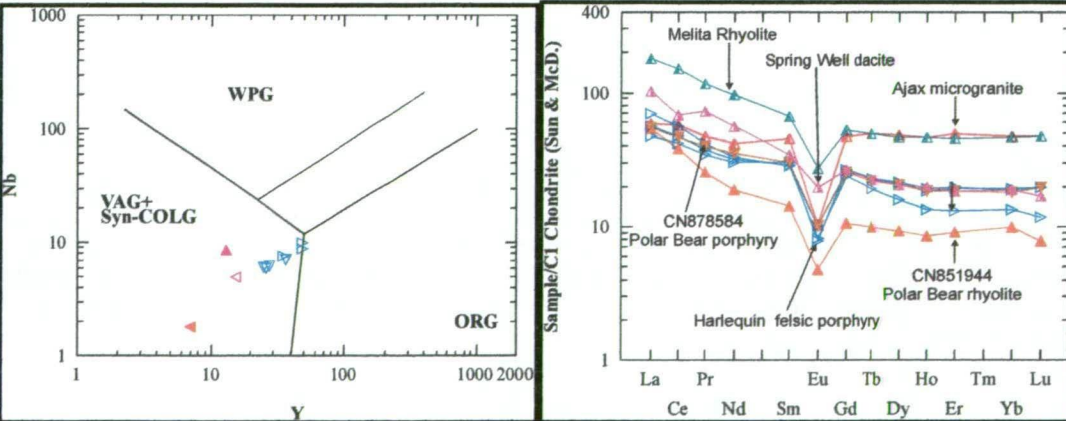 1000
100
10
1
Nb
WPG
VAG+
Syn-COLG
ORG
1 10 100 1000 2000
Y
400
100
10
1
Sample/C1 Chondrite (Sun & McD.)
Melita Rhyolite
Spring Well dacite
Ajax microgranite
CN878584
Polar Bear porphyry
CN851944
Polar Bear rhyolite
Harlequin felsic porphyry
La Pr Eu Tb Ho Tm Lu
Ce Nd Sm Gd Dy Er Yb